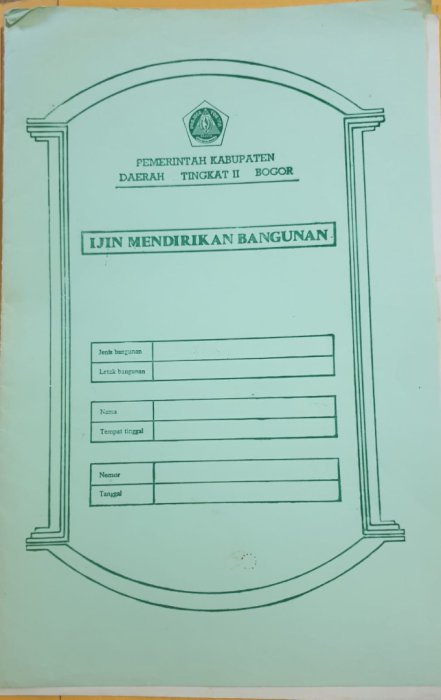 PEMERINTAH KABUPATEN
DAERAH TINGKAT II BOGOR
IJIN MENDIRIKAN BANGUNAN
Jenis bangunan
Letak bangunan
Nama
Tempat tinggal
Nomor
Tanggal